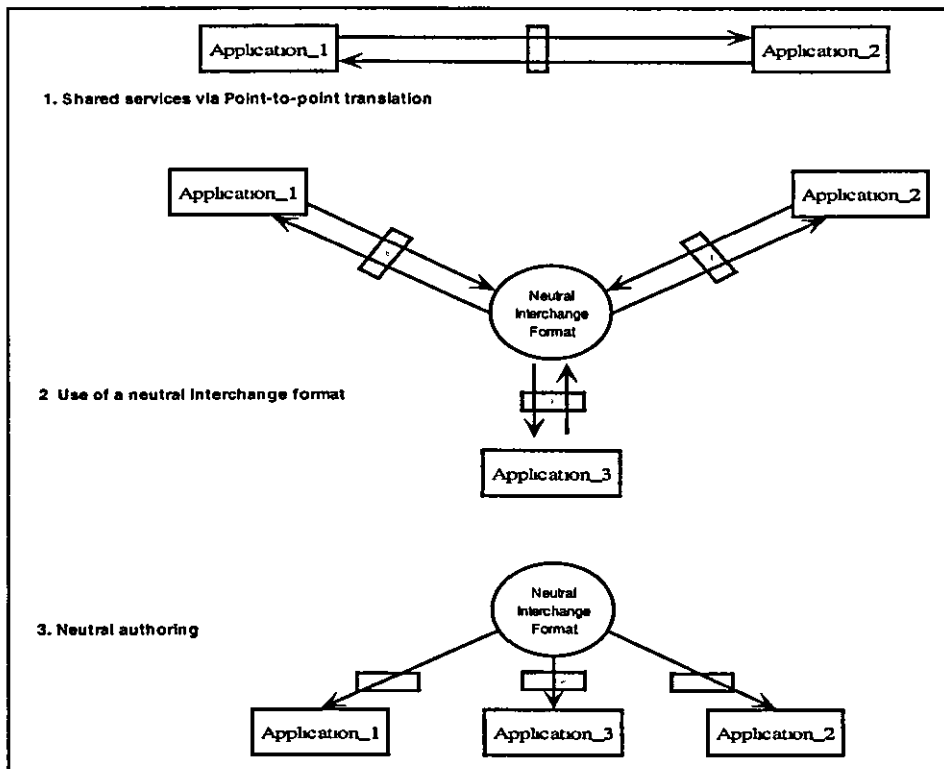 Application_1
Application_2
1. Shared services via Point-to-point translation
Application_1
Application_2
Neutral
Interchange
Format
2 Use of a neutral interchange format
Application_3
Neutral
Interchange
Format
3. Neutral authoring
Application_1
Application_3
Application_2